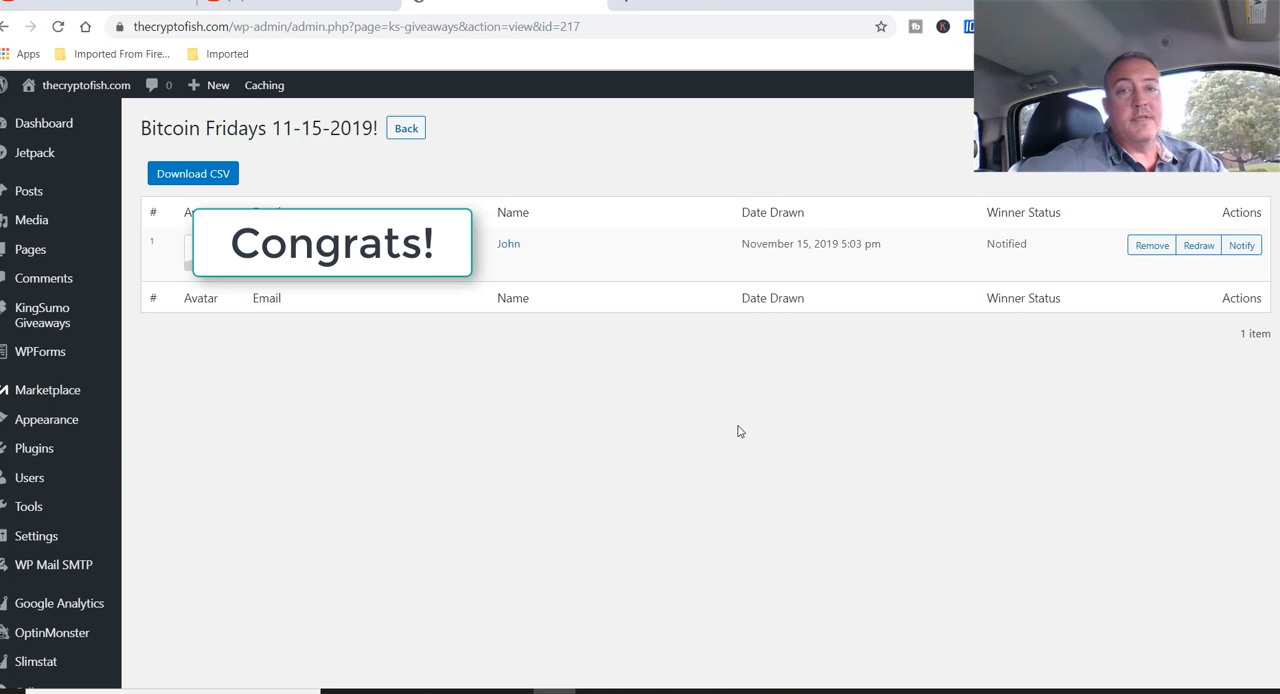 thecryptofish.com/wp-admin/admin.php?page=ks-giveaways&action=view&id=217
Apps Imported From Fire... Imported
thecryptofish.com 0 New Caching
Dashboard
Jetpack
Posts
Media
Pages
Comments
KingSumo
Giveaways
WPForms
Marketplace
Appearance
Plugins
Users
Tools
Settings
WP Mail SMTP
Google Analytics
OptinMonster
Slimstat
Bitcoin Fridays 11-15-2019! Back
Download CSV
# Name Date Drawn Winner Status Actions
1 John November 15, 2019 5:03 pm Notified Remove Redraw Notify
Congrats!
# Avatar Email Name Date Drawn Winner Status Actions
1 item